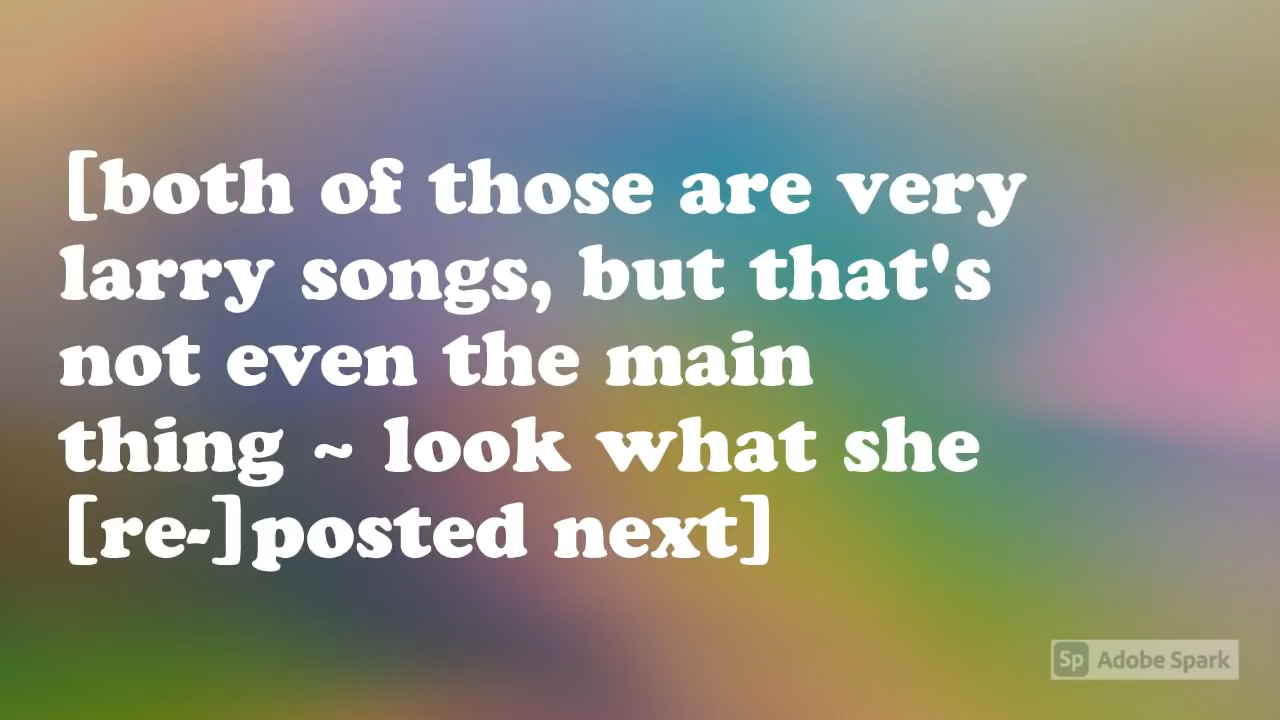 [both of those are very
larry songs, but that's
not even the main
thing ~ look what she
[re-]posted next]
Sp Adobe Spark